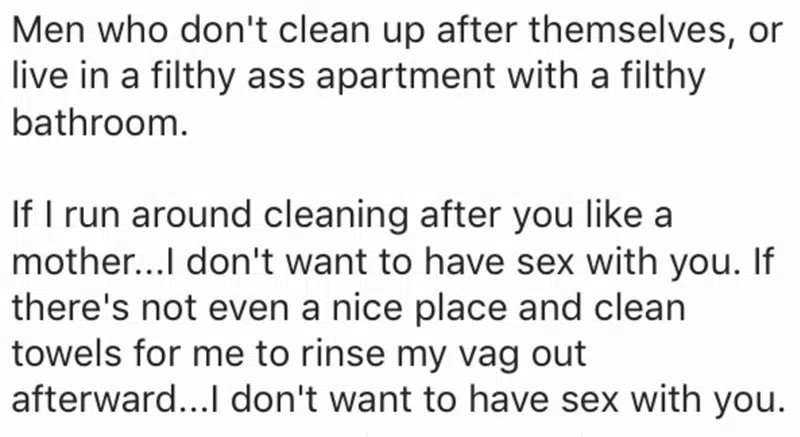 Men who don't clean up after themselves, or
live in a filthy ass apartment with a filthy
bathroom.
If I run around cleaning after you like a
mother...I don't want to have sex with you. If
there's not even a nice place and clean
towels for me to rinse my vag out
afterward...I don't want to have sex with you.